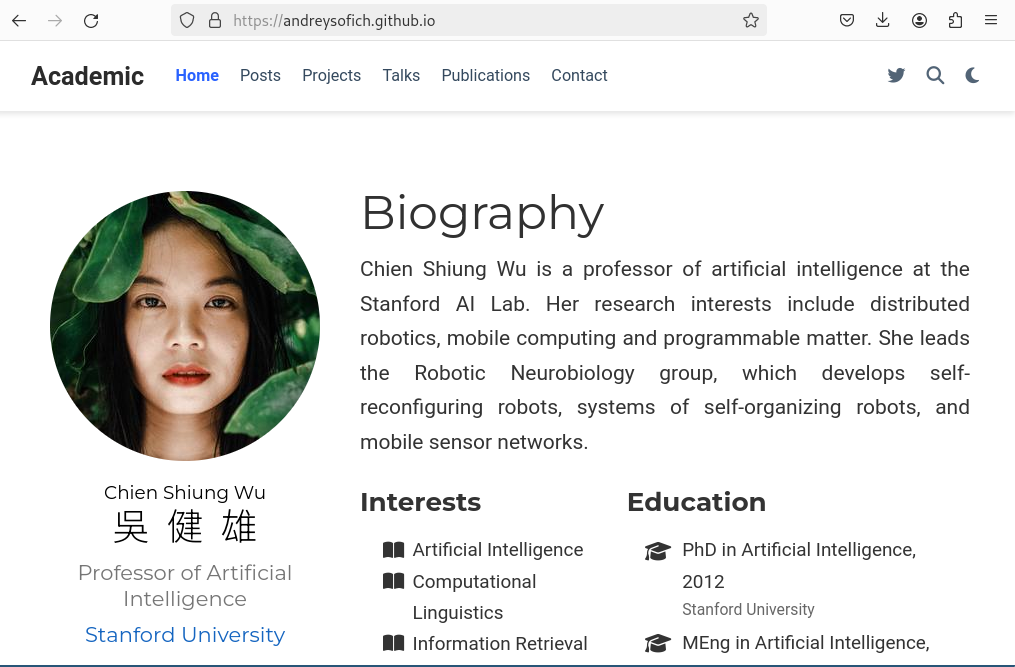 https://andreysofich.github.io
Academic Home Posts Projects Talks Publications Contact
Biography
Chien Shiung Wu is a professor of artificial intelligence at the
Stanford AI Lab. Her research interests include distributed
robotics, mobile computing and programmable matter. She leads
the Robotic Neurobiology group, which develops self-
reconfiguring robots, systems of self-organizing robots, and
mobile sensor networks.
Chien Shiung Wu
吳健雄
Professor of Artificial
Intelligence
Stanford University
Interests
Artificial Intelligence
Computational
Linguistics
Information Retrieval
Education
PhD in Artificial Intelligence,
2012
Stanford University
MEng in Artificial Intelligence,